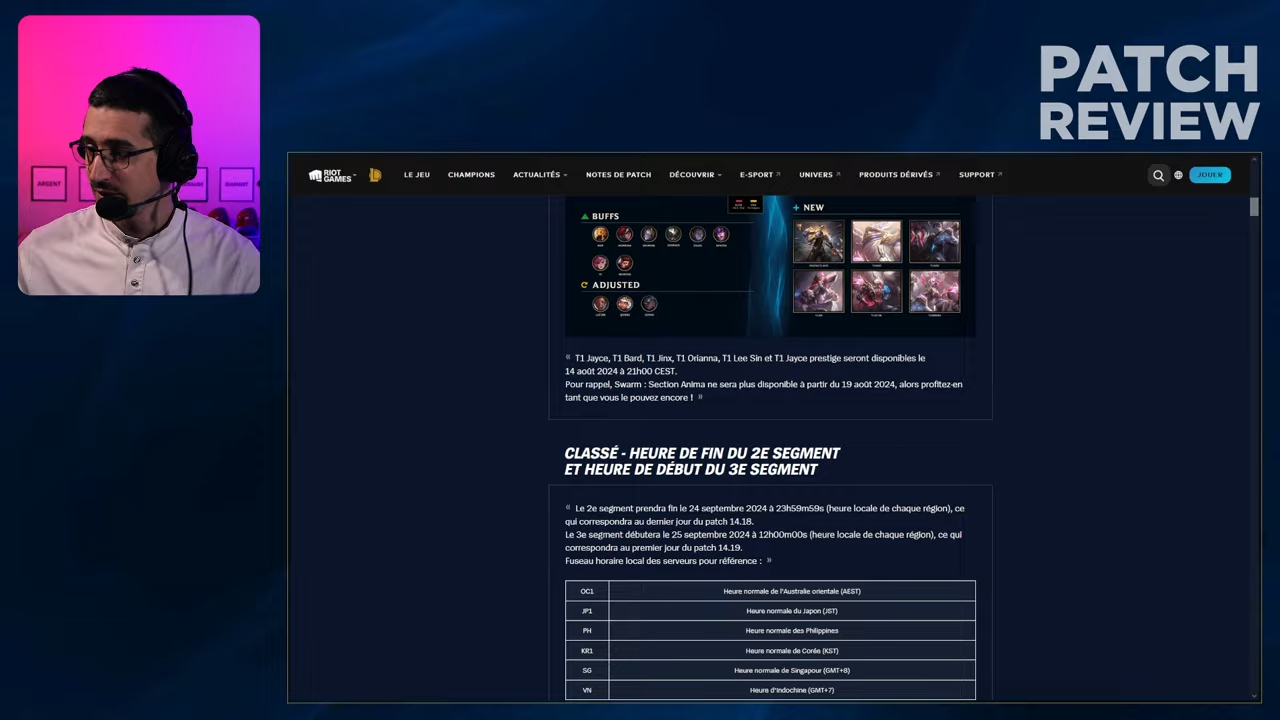 PATCH
REVIEW
ARGENT
DIAMANT
RIOT
GAMES
LE JEU
CHAMPIONS
ACTUALITÉS
NOTES DE PATCH
DÉCOUVRIR
E-SPORT
UNIVERS
PRODUITS DÉRIVÉS
SUPPORT
JOUER
BUFFS
ADJUSTED
NEW
« T1 Jayce, T1 Bard, T1 Jinx, T1 Orianna, T1 Lee Sin et T1 Jayce prestige seront disponibles le
14 août 2024 à 21h00 CEST.
Pour rappel, Swarm : Section Anima ne sera plus disponible à partir du 19 août 2024, alors profitez-en
tant que vous le pouvez encore ! »
CLASSÉ - HEURE DE FIN DU 2E SEGMENT
ET HEURE DE DÉBUT DU 3E SEGMENT
« Le 2e segment prendra fin le 24 septembre 2024 à 23h59m59s (heure locale de chaque région), ce
qui correspondra au dernier jour du patch 14.18.
Le 3e segment débutera le 25 septembre 2024 à 12h00m00s (heure locale de chaque région), ce qui
correspondra au premier jour du patch 14.19.
Fuseau horaire local des serveurs pour référence : »
OC1 Heure normale de l'Australie orientale (AEST)
JP1 Heure normale du Japon (JST)
PH Heure normale des Philippines
KR1 Heure normale de Corée (KST)
SG Heure normale de Singapour (GMT+8)
VN Heure d'Indochine (GMT+7)